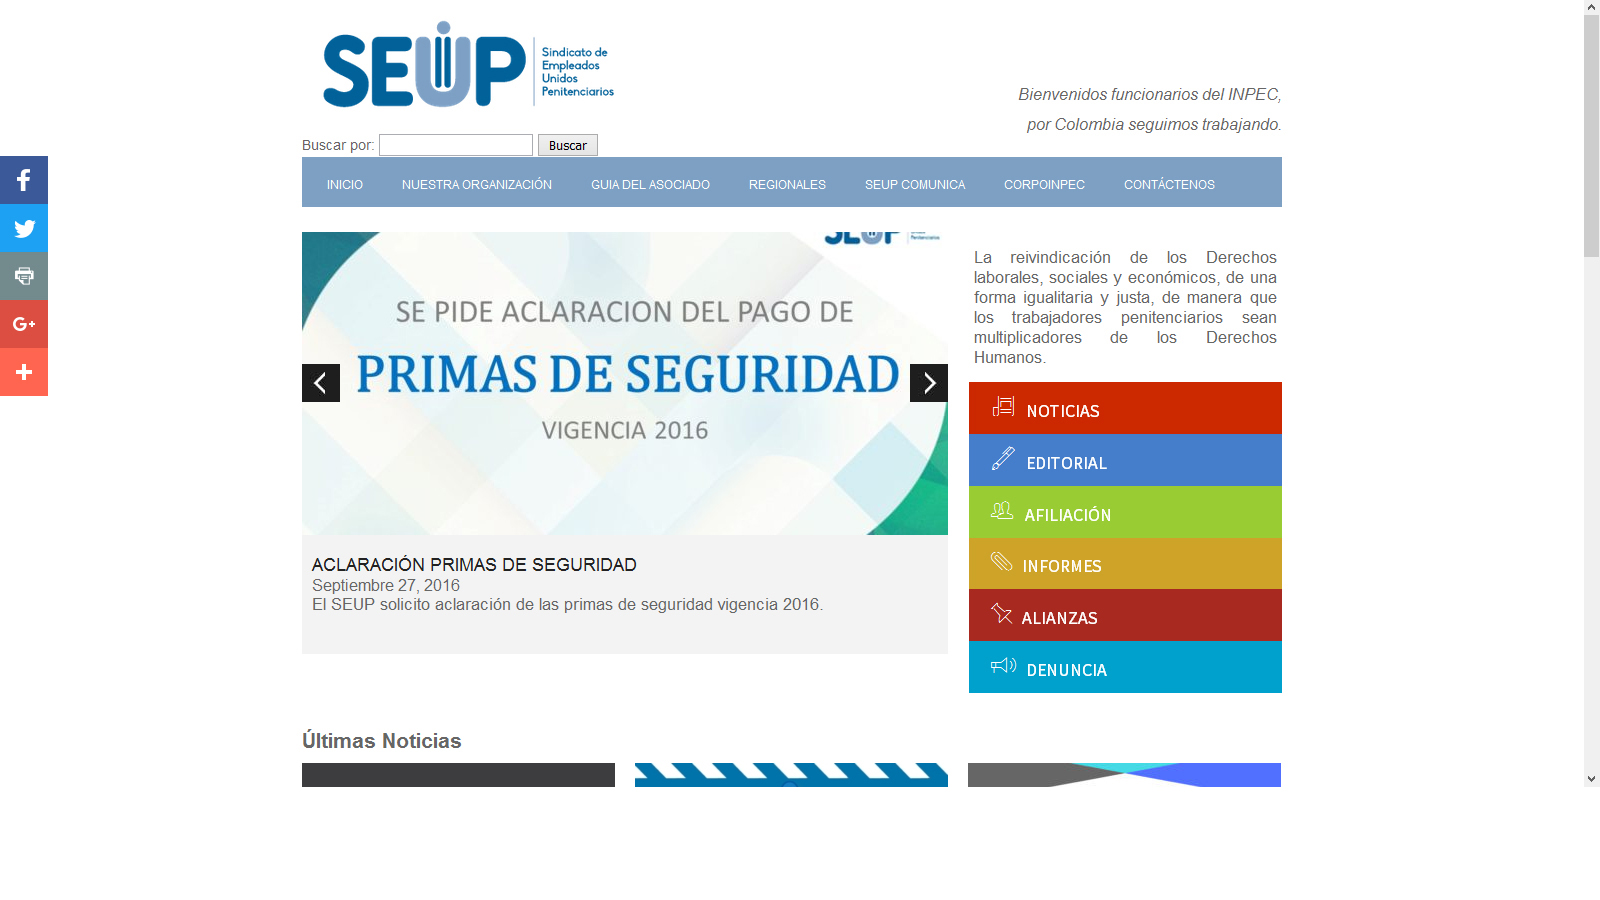 SEUP
Sindicato de
Empleados
Unidos
Penitenciarios
Bienvenidos funcionarios del INPEC,
por Colombia seguimos trabajando.
Buscar por:
Buscar
INICIO
NUESTRA ORGANIZACIÓN
GUIA DEL ASOCIADO
REGIONALES
SEUP COMUNICA
CORPOINPEC
CONTÁCTENOS
SEUP
Penitenciarios
SE PIDE ACLARACION DEL PAGO DE
PRIMAS DE SEGURIDAD
VIGENCIA 2016
ACLARACIÓN PRIMAS DE SEGURIDAD
Septiembre 27, 2016
El SEUP solicito aclaración de las primas de seguridad vigencia 2016.
La reivindicación de los Derechos
laborales, sociales y económicos, de una
forma igualitaria y justa, de manera que
los trabajadores penitenciarios sean
multiplicadores de los Derechos
Humanos.
NOTICIAS
EDITORIAL
AFILIACIÓN
INFORMES
ALIANZAS
DENUNCIA
Últimas Noticias